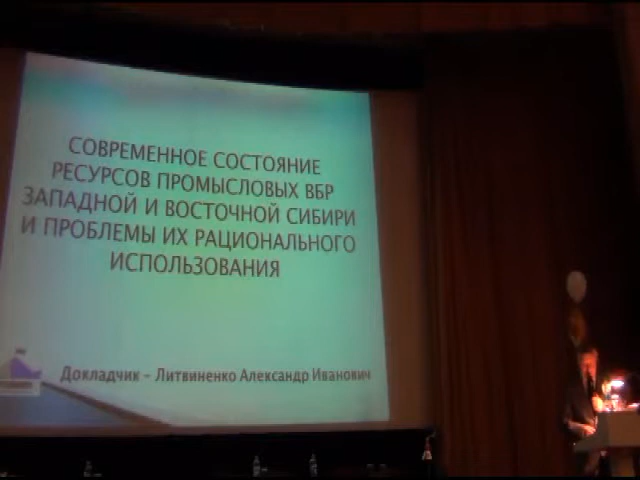 СОВРЕМЕННОЕ СОСТОЯНИЕ
РЕСУРСОВ ПРОМЫСЛОВЫХ ВБР
ЗАПАДНОЙ И ВОСТОЧНОЙ СИБИРИ
И ПРОБЛЕМЫ ИХ РАЦИОНАЛЬНОГО
ИСПОЛЬЗОВАНИЯ
Докладчик – Литвиненко Александр Иванович